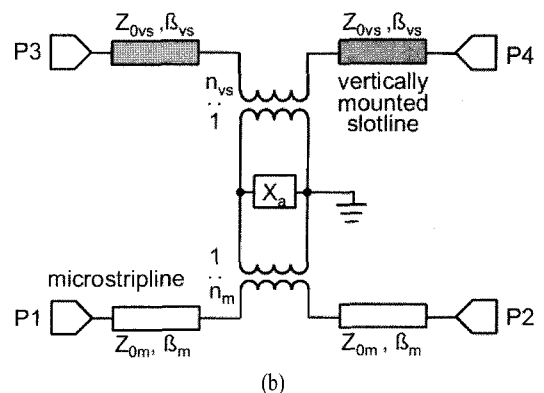 Z₀ᵥₛ , ßᵥₛ
Z₀ᵥₛ , ßᵥₛ
P3
P4
nᵥₛ
..
1
vertically
mounted
slotline
Xₐ
1
..
nₘ
microstripline
P1
P2
Z₀ₘ, ßₘ
Z₀ₘ, ßₘ
(b)